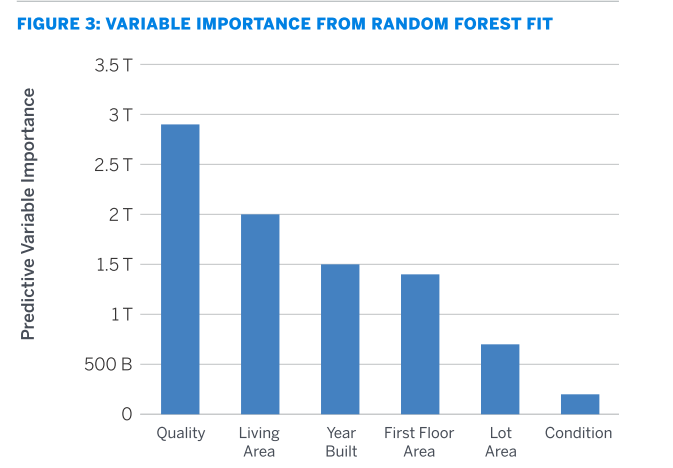 FIGURE 3: VARIABLE IMPORTANCE FROM RANDOM FOREST FIT
Predictive Variable Importance
3.5 T
3 T
2.5 T
2 T
1.5 T
1 T
500 B
0
Quality
Living
Area
Year
Built
First Floor
Area
Lot
Area
Condition